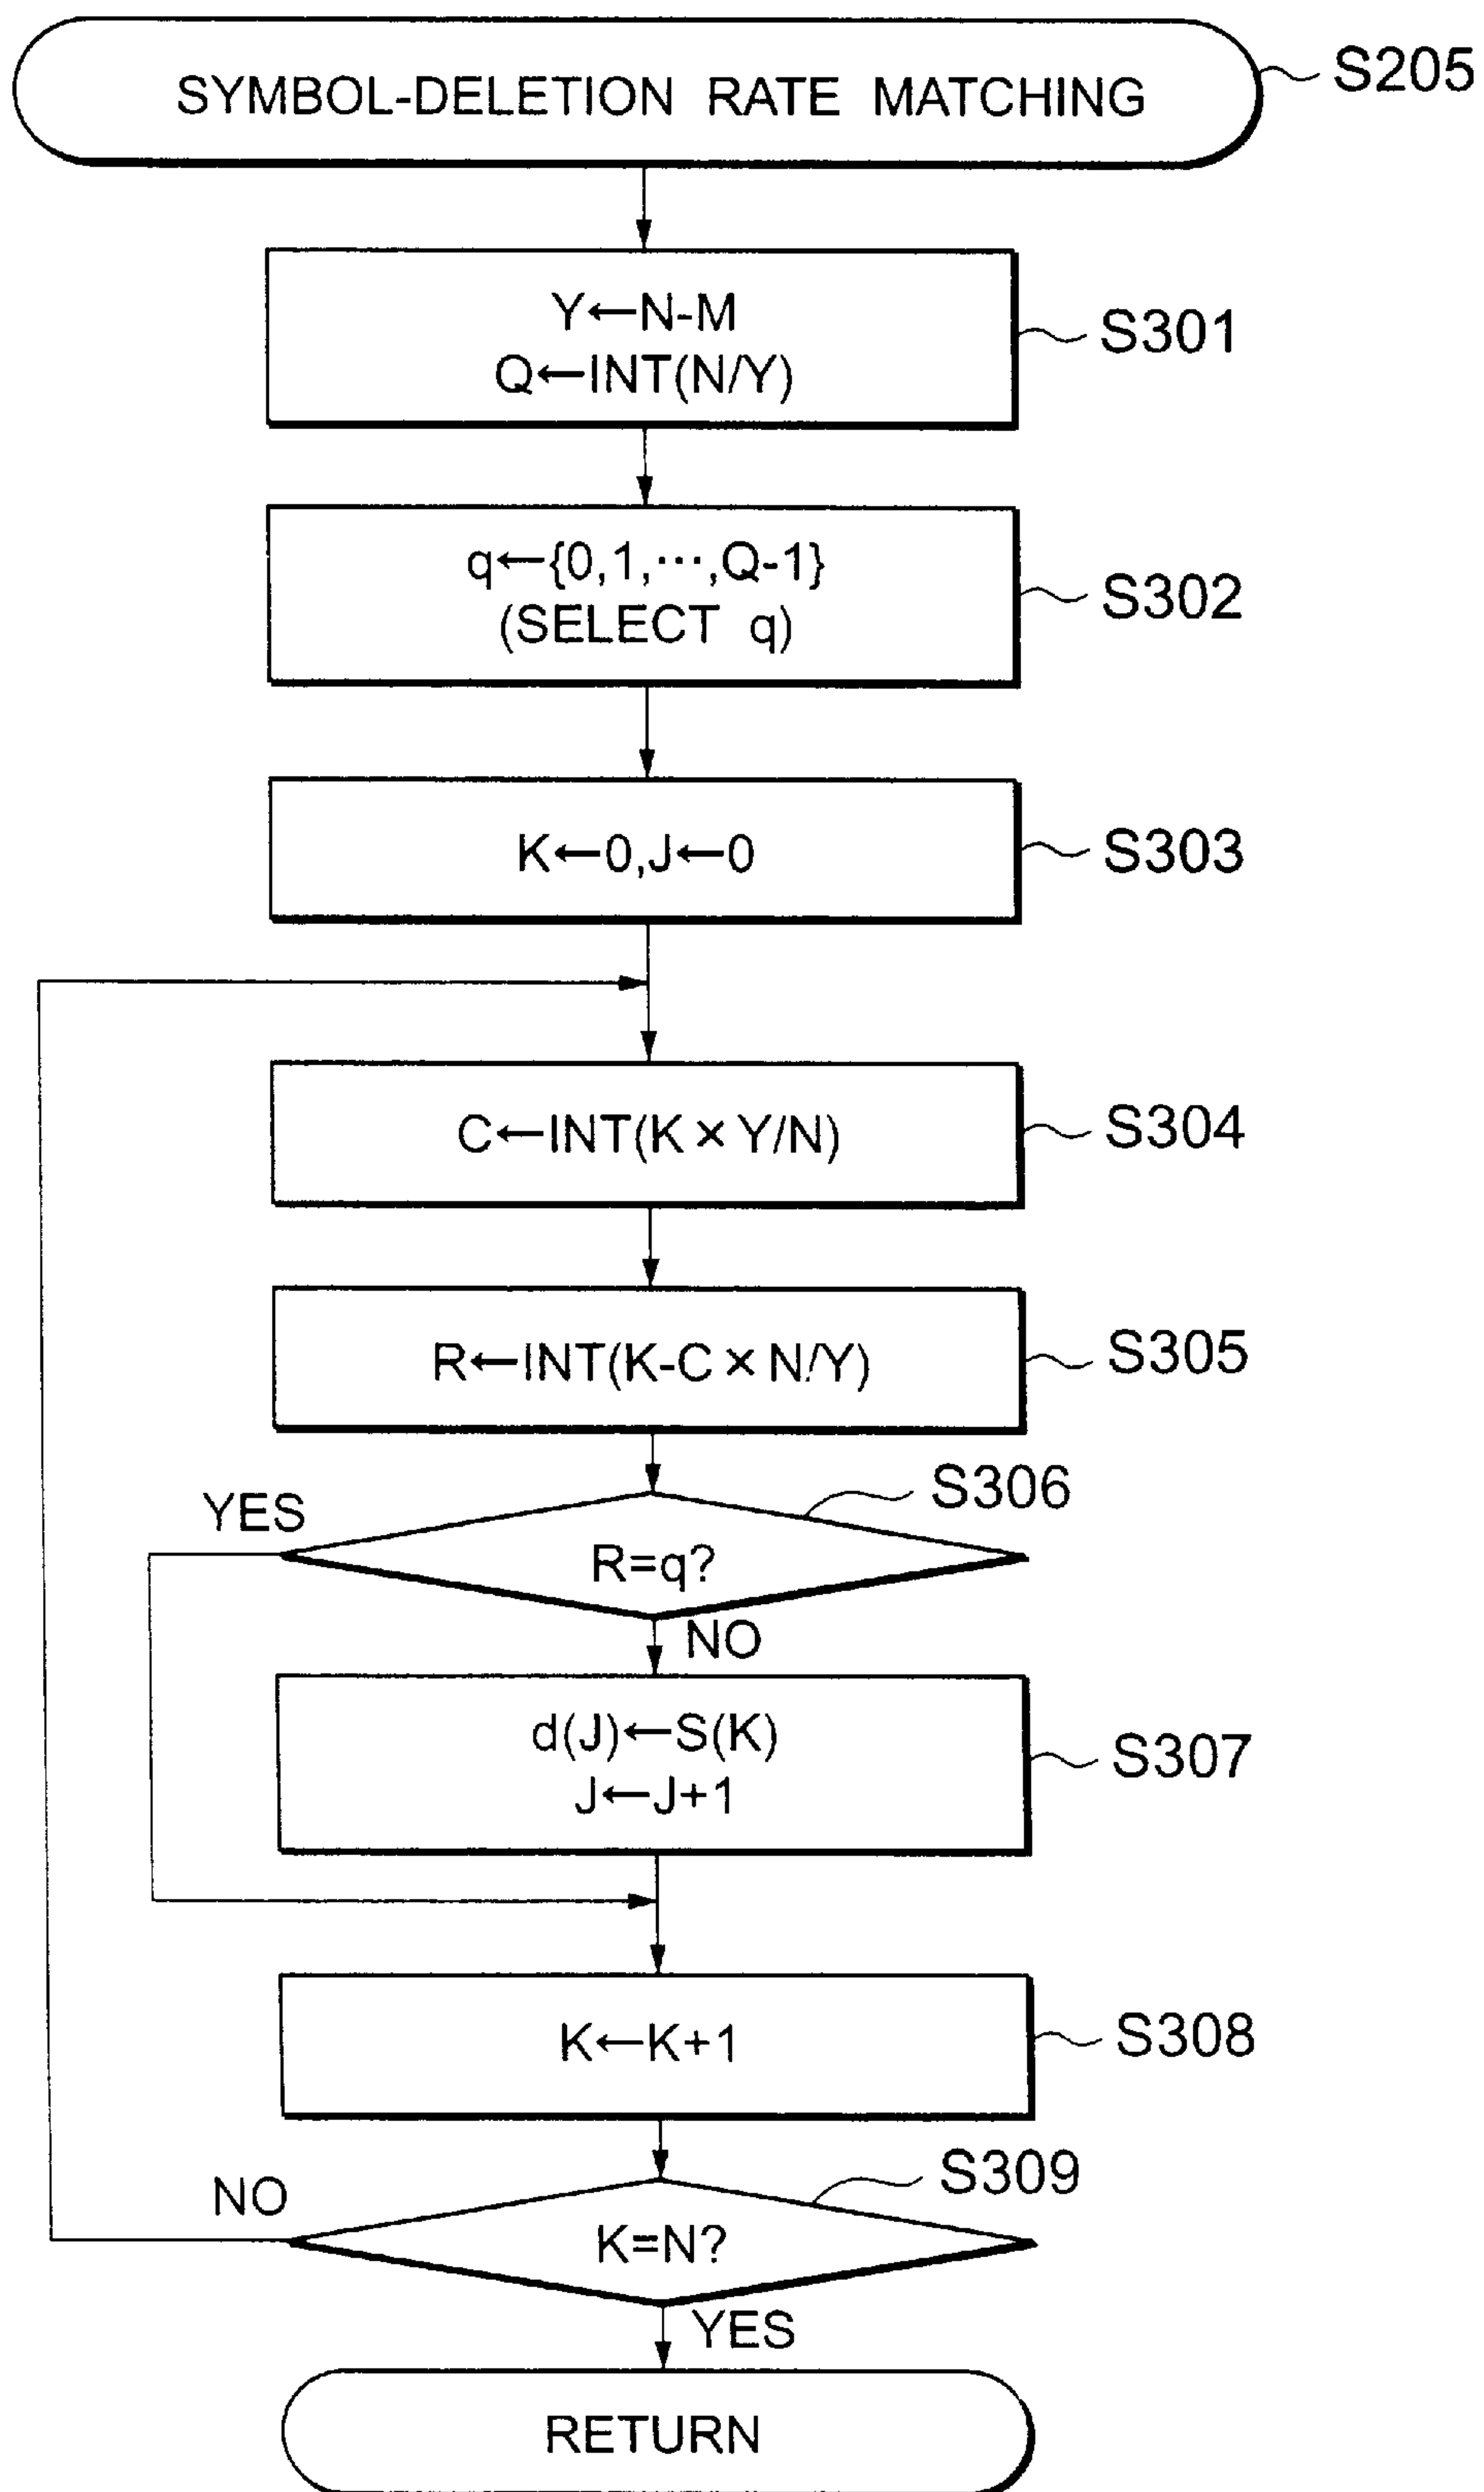 SYMBOL-DELETION RATE MATCHING
S205
Y←N-M
Q←INT(N/Y)
S301
q←{0,1,⋯,Q-1}
(SELECT q)
S302
K←0,J←0
S303
C←INT(K×Y/N)
S304
R←INT(K-C×N/Y)
S305
S306
YES
R=q?
NO
d(J)←S(K)
J←J+1
S307
K←K+1
S308
S309
NO
K=N?
YES
RETURN